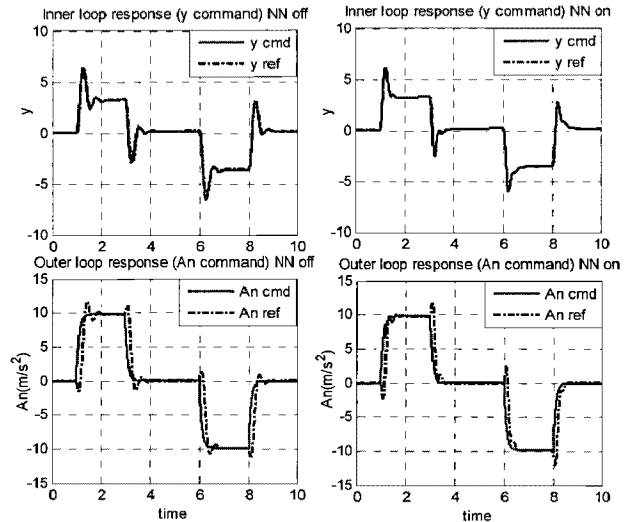 Inner loop response (y command) NN off
10
5
0
-5
-10
y
y cmd
y ref
0 2 4 6 8 10
Inner loop response (y command) NN on
10
5
0
-5
-10
y
y cmd
y ref
0 2 4 6 8 10
Outer loop response (An command) NN off
15
10
5
0
-5
-10
-15
An(m/s²)
An cmd
An ref
0 2 4 6 8 10
time
Outer loop response (An command) NN on
15
10
5
0
-5
-10
-15
An(m/s²)
An cmd
An ref
0 2 4 6 8 10
time